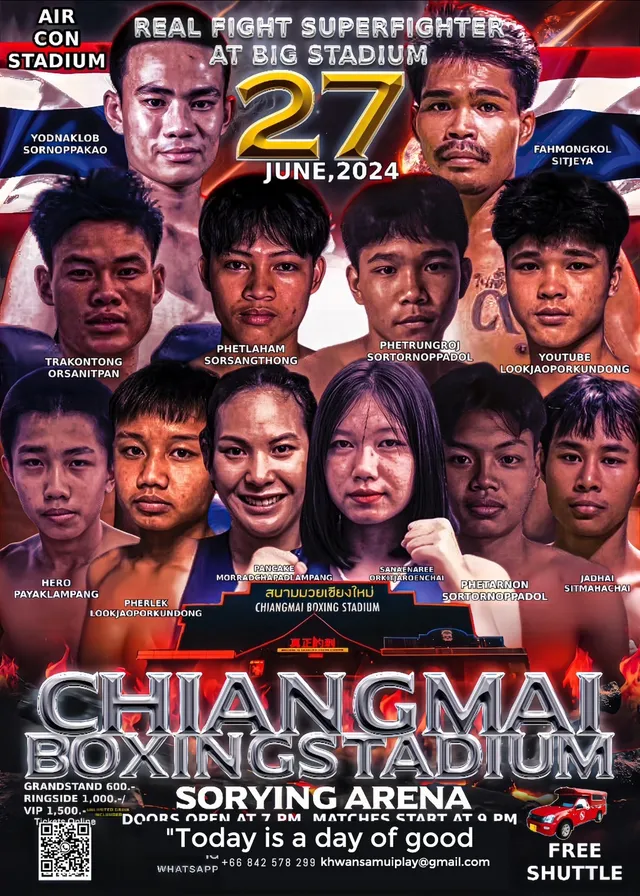 AIR
CON
STADIUM
REAL FIGHT SUPERFIGHTER
AT BIG STADIUM
27
JUNE,2024
YODNAKLOB
SORNOPPAKAO
FAHMONGKOL
SITJEYA
TRAKONTONG
ORSANITPAN
PHETLAHAM
SORSANGTHONG
PHETRUNGROJ
SORTORNOPPADOL
YOUTUBE
LOOKJAOPORKUNDONG
HERO
PAYAKLAMPANG
PHERLEK
LOOKJAOPORKUNDONG
PANCAKE
MORRADCHAPADLAMPANG
SANAENAREE
ORKITJAROENCHAI
PHETARNON
SORTORNOPPADOL
JADHAI
SITMAHACHAI
สนามมวยเชียงใหม่
CHIANGMAI BOXING STADIUM
CHIANGMAI
BOXINGSTADIUM
GRANDSTAND 600.-
RINGSIDE 1,000.-/
VIP 1,500.-
Tickets Online
SORYING ARENA
DOORS OPEN AT 7 PM. MATCHES START AT 9 PM
"Today is a day of good
WHATSAPP +66 842 578 299 khwansamuiplay@gmail.com
FREE
SHUTTLE